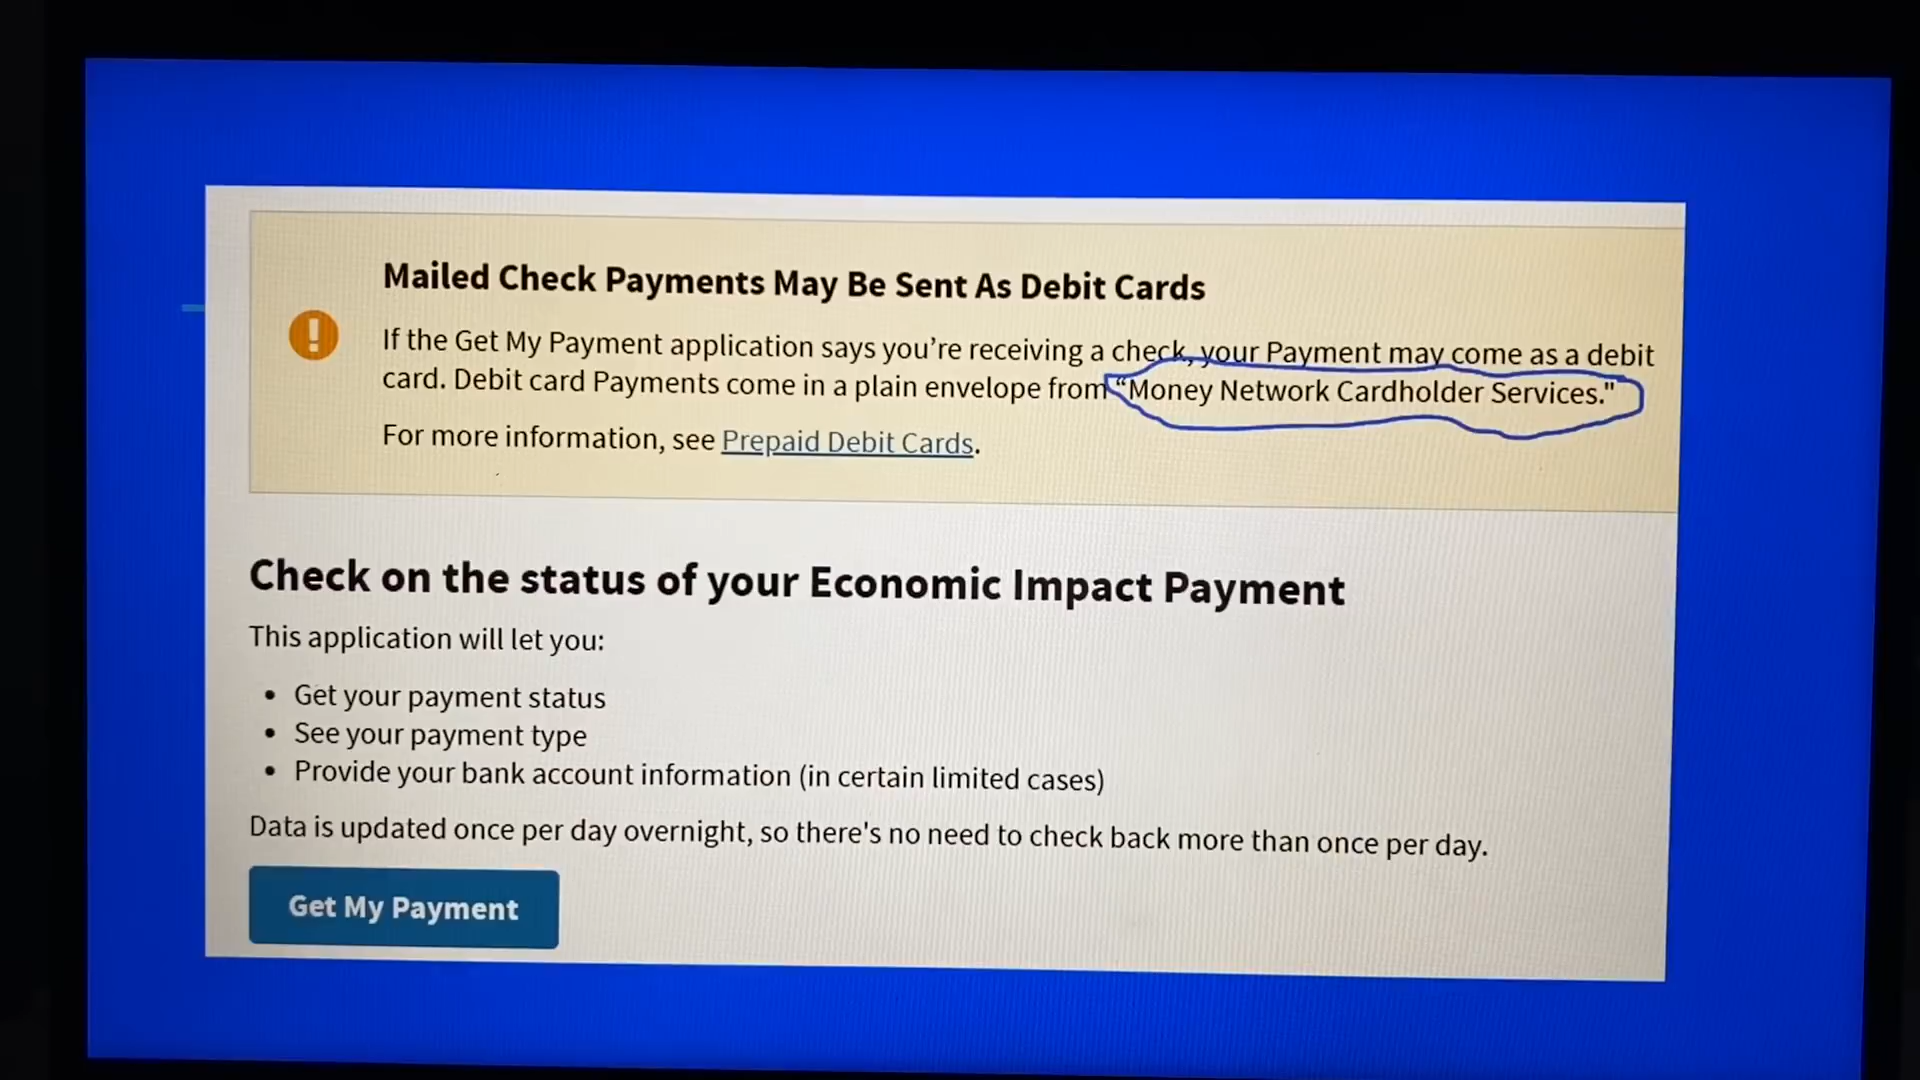 Mailed Check Payments May Be Sent As Debit Cards
If the Get My Payment application says you’re receiving a check, your Payment may come as a debit
card. Debit card Payments come in a plain envelope from “Money Network Cardholder Services."
For more information, see Prepaid Debit Cards.
Check on the status of your Economic Impact Payment
This application will let you:
• Get your payment status
• See your payment type
• Provide your bank account information (in certain limited cases)
Data is updated once per day overnight, so there's no need to check back more than once per day.
Get My Payment